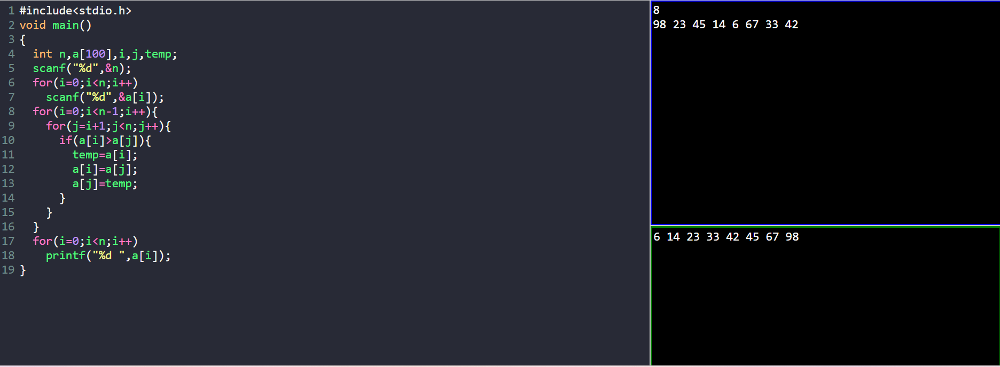 1 #include<stdio.h>
2 void main()
3 {
4   int n,a[100],i,j,temp;
5   scanf("%d",&n);
6   for(i=0;i<n;i++)
7     scanf("%d",&a[i]);
8   for(i=0;i<n-1;i++){
9     for(j=i+1;j<n;j++){
10       if(a[i]>a[j]){
11         temp=a[i];
12         a[i]=a[j];
13         a[j]=temp;
14       }
15     }
16   }
17   for(i=0;i<n;i++)
18     printf("%d ",a[i]);
19 }
8
98 23 45 14 6 67 33 42
6 14 23 33 42 45 67 98